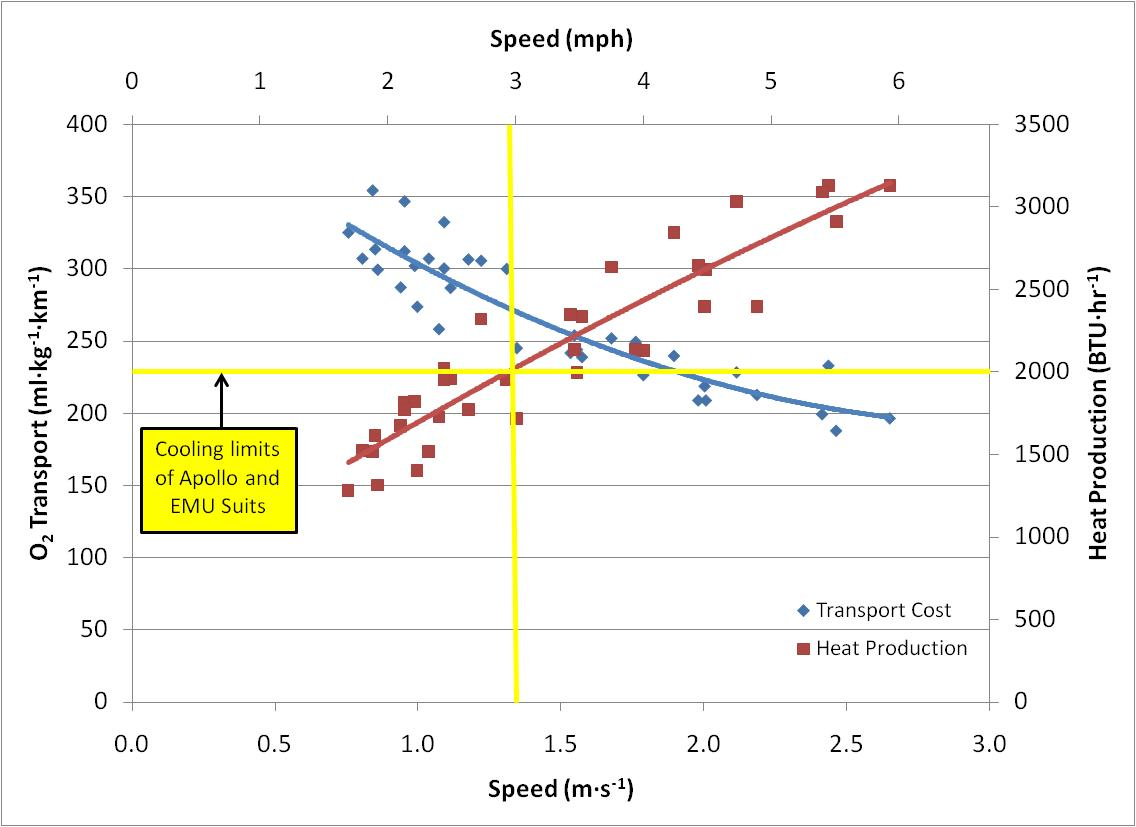 Speed (mph)
0 1 2 3 4 5 6
400 3500
350
3000
300
2500
250
2000
200
1500
150
1000
100
500
50
0 0
O₂ Transport (ml·kg⁻¹·km⁻¹)
Heat Production (BTU·hr⁻¹)
Cooling limits
of Apollo and
EMU Suits
Transport Cost
Heat Production
0.0 0.5 1.0 1.5 2.0 2.5 3.0
Speed (m·s⁻¹)